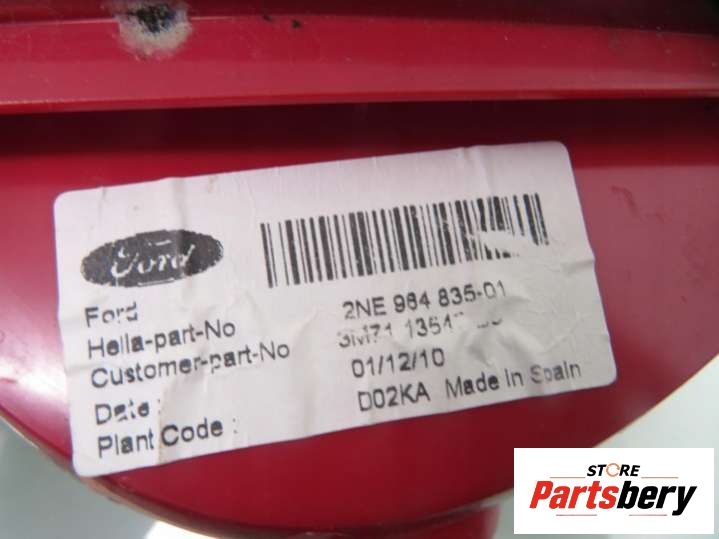 Ford
Ford
Hella-part-No 2NE 964 835-01
Customer-part-No
Date : 01/12/10
Plant Code : D02KA Made In Spain
STORE
Partsbery